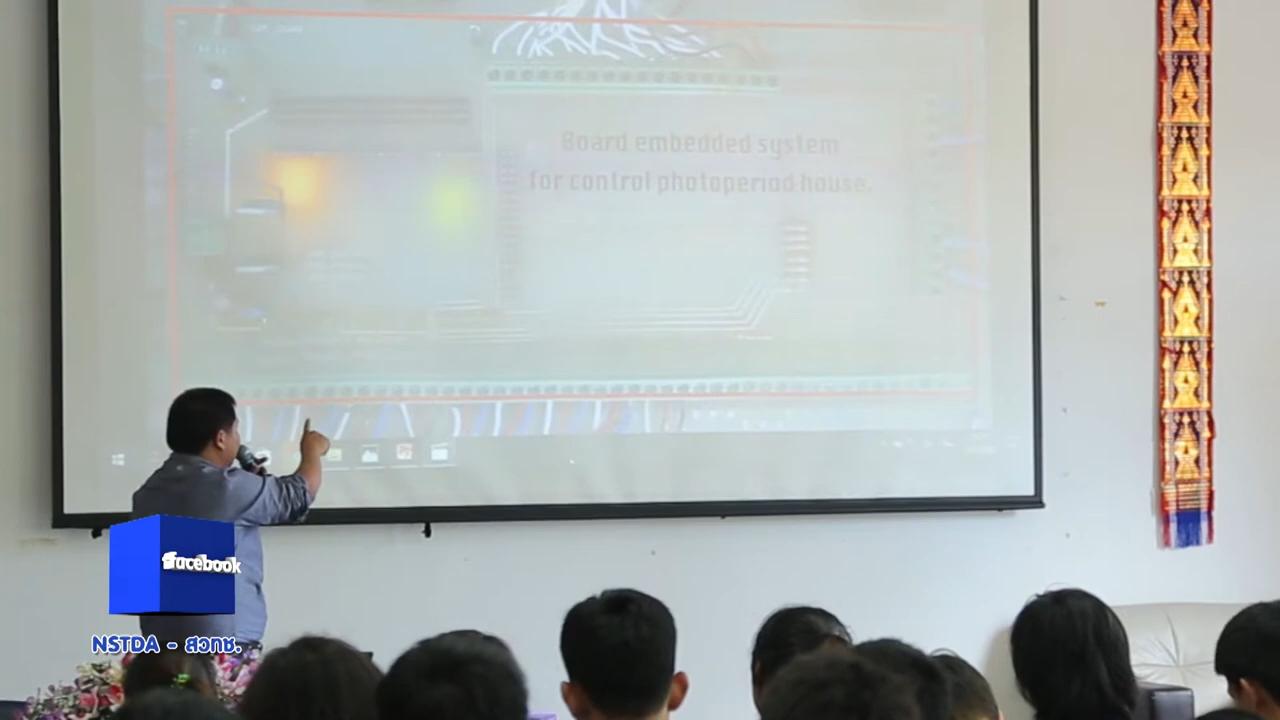 Board embedded system
for control photoperiod house.
facebook
NSTDA - สวทช.